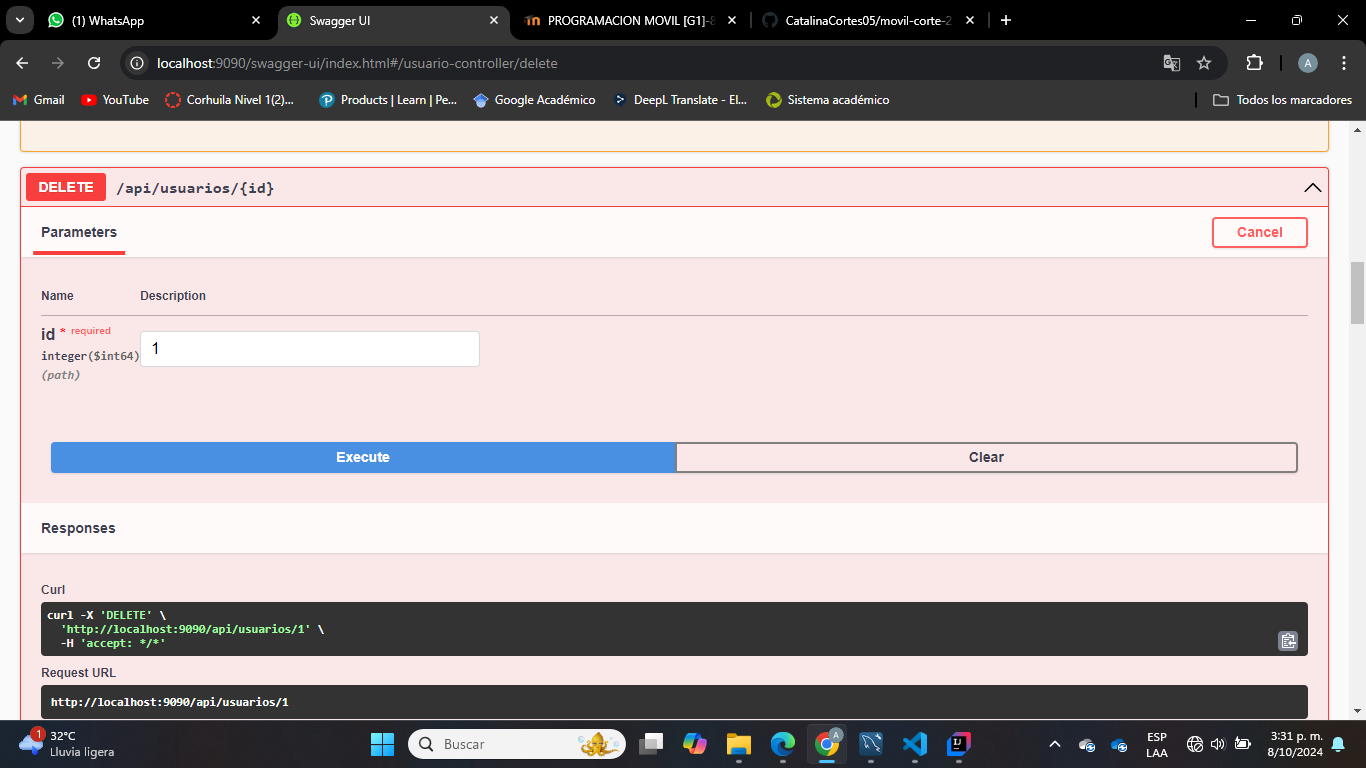 (1) WhatsApp
Swagger UI
PROGRAMACION MOVIL [G1]-8
CatalinaCortes05/movil-corte-2
localhost:9090/swagger-ui/index.html#/usuario-controller/delete
A
Gmail
YouTube
Corhuila Nivel 1(2)...
Products | Learn | Pe...
Google Académico
DeepL Translate - El...
Sistema académico
Todos los marcadores
DELETE
/api/usuarios/{id}
Parameters
Cancel
Name
Description
id * required
integer($int64)
(path)
1
Execute
Clear
Responses
Curl
curl -X 'DELETE' \
'http://localhost:9090/api/usuarios/1' \
-H 'accept: */*'
Request URL
http://localhost:9090/api/usuarios/1
1
32°C
Lluvia ligera
Buscar
A
ESP
LAA
3:31 p. m.
8/10/2024